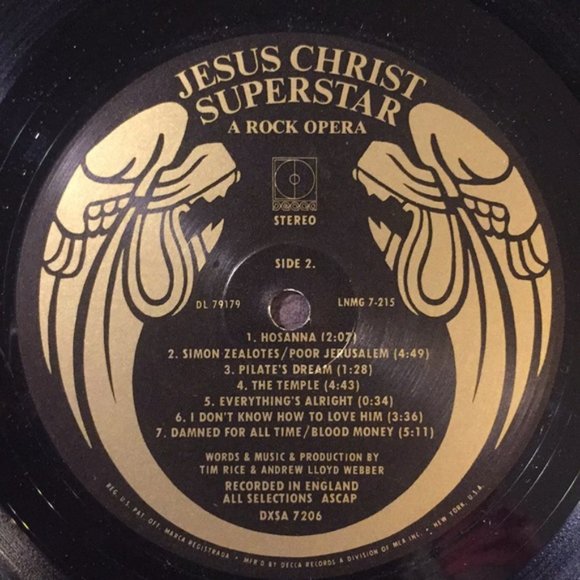 JESUS CHRIST
SUPERSTAR
A ROCK OPERA
DECCA
STEREO
SIDE 2.
DL 79179
LNMG 7-215
1. HOSANNA (2:07)
2. SIMON ZEALOTES/POOR JERUSALEM (4:49)
3. PILATE'S DREAM (1:28)
4. THE TEMPLE (4:43)
5. EVERYTHING'S ALRIGHT (0:34)
6. I DON'T KNOW HOW TO LOVE HIM (3:36)
7. DAMNED FOR ALL TIME/BLOOD MONEY (5:11)
WORDS & MUSIC & PRODUCTION BY
TIM RICE & ANDREW LLOYD WEBBER
RECORDED IN ENGLAND
ALL SELECTIONS ASCAP
DXSA 7206
REG. U.S. PAT. OFF. MARCA REGISTRADA • MFR'D BY DECCA RECORDS A DIVISION OF MCA INC. • NEW YORK, U.S.A.